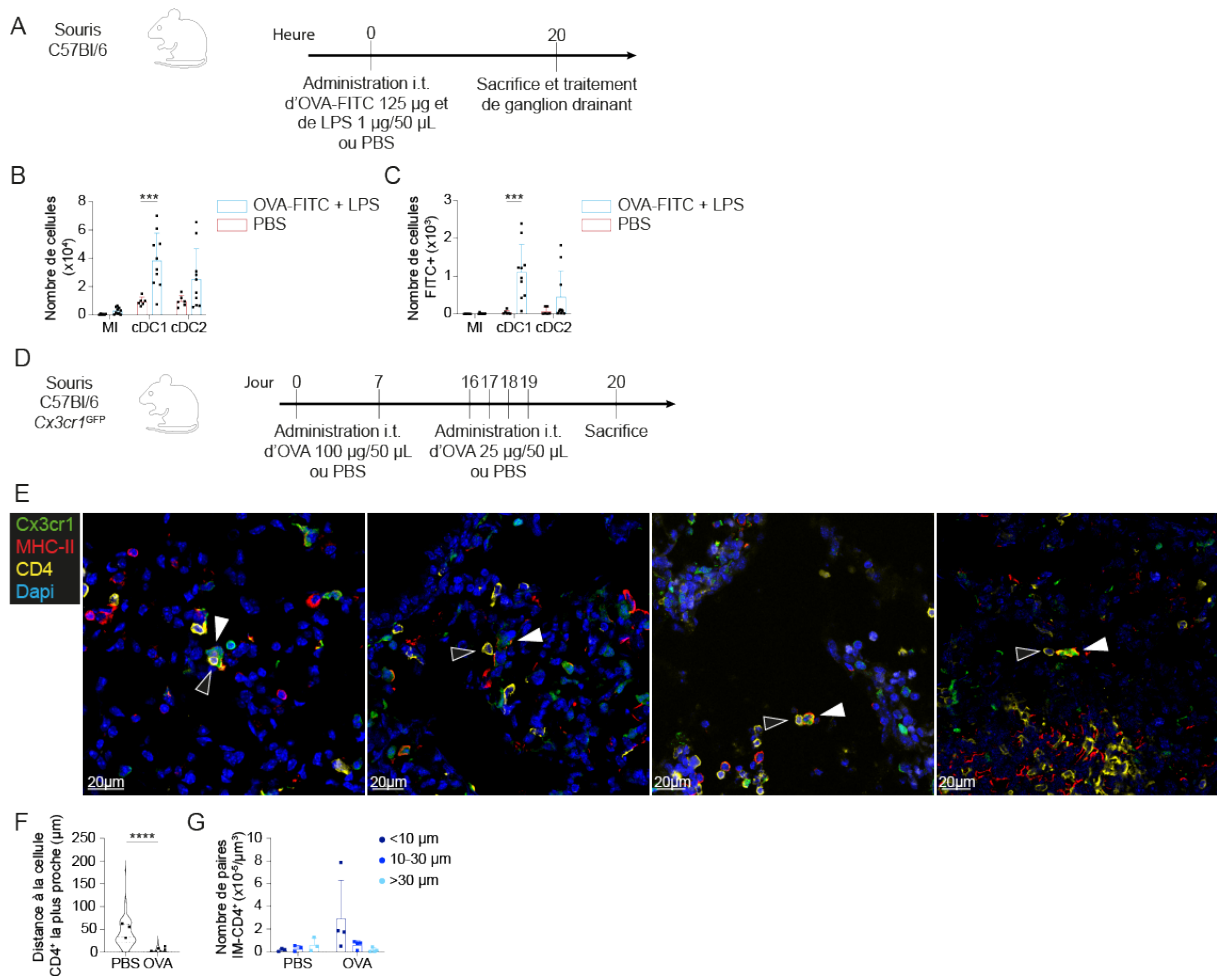 A
Souris
C57Bl/6
Heure
0
20
Administration i.t.
d'OVA-FITC 125 µg et
de LPS 1 µg/50 µL
ou PBS
Sacrifice et traitement
de ganglion drainant
B
Nombre de cellules
(x10⁴)
8
6
4
2
0
***
MI
cDC1
cDC2
OVA-FITC + LPS
PBS
C
Nombre de cellules
FITC+ (x10³)
3
2
1
0
***
MI
cDC1
cDC2
OVA-FITC + LPS
PBS
D
Souris
C57Bl/6
Cx3cr1ᴳFP
Jour
0
7
16
17
18
19
20
Administration i.t.
d'OVA 100 µg/50 µL
ou PBS
Administration i.t.
d'OVA 25 µg/50 µL
ou PBS
Sacrifice
E
Cx3cr1
MHC-II
CD4
Dapi
20µm
20µm
20µm
20µm
F
Distance à la cellule
CD4⁺ la plus proche (µm)
250
200
150
100
50
0
****
PBS
OVA
G
Nombre de paires
IM-CD4⁺ (x10⁻⁵/µm³)
10
8
6
4
2
0
PBS
OVA
<10 µm
10-30 µm
>30 µm